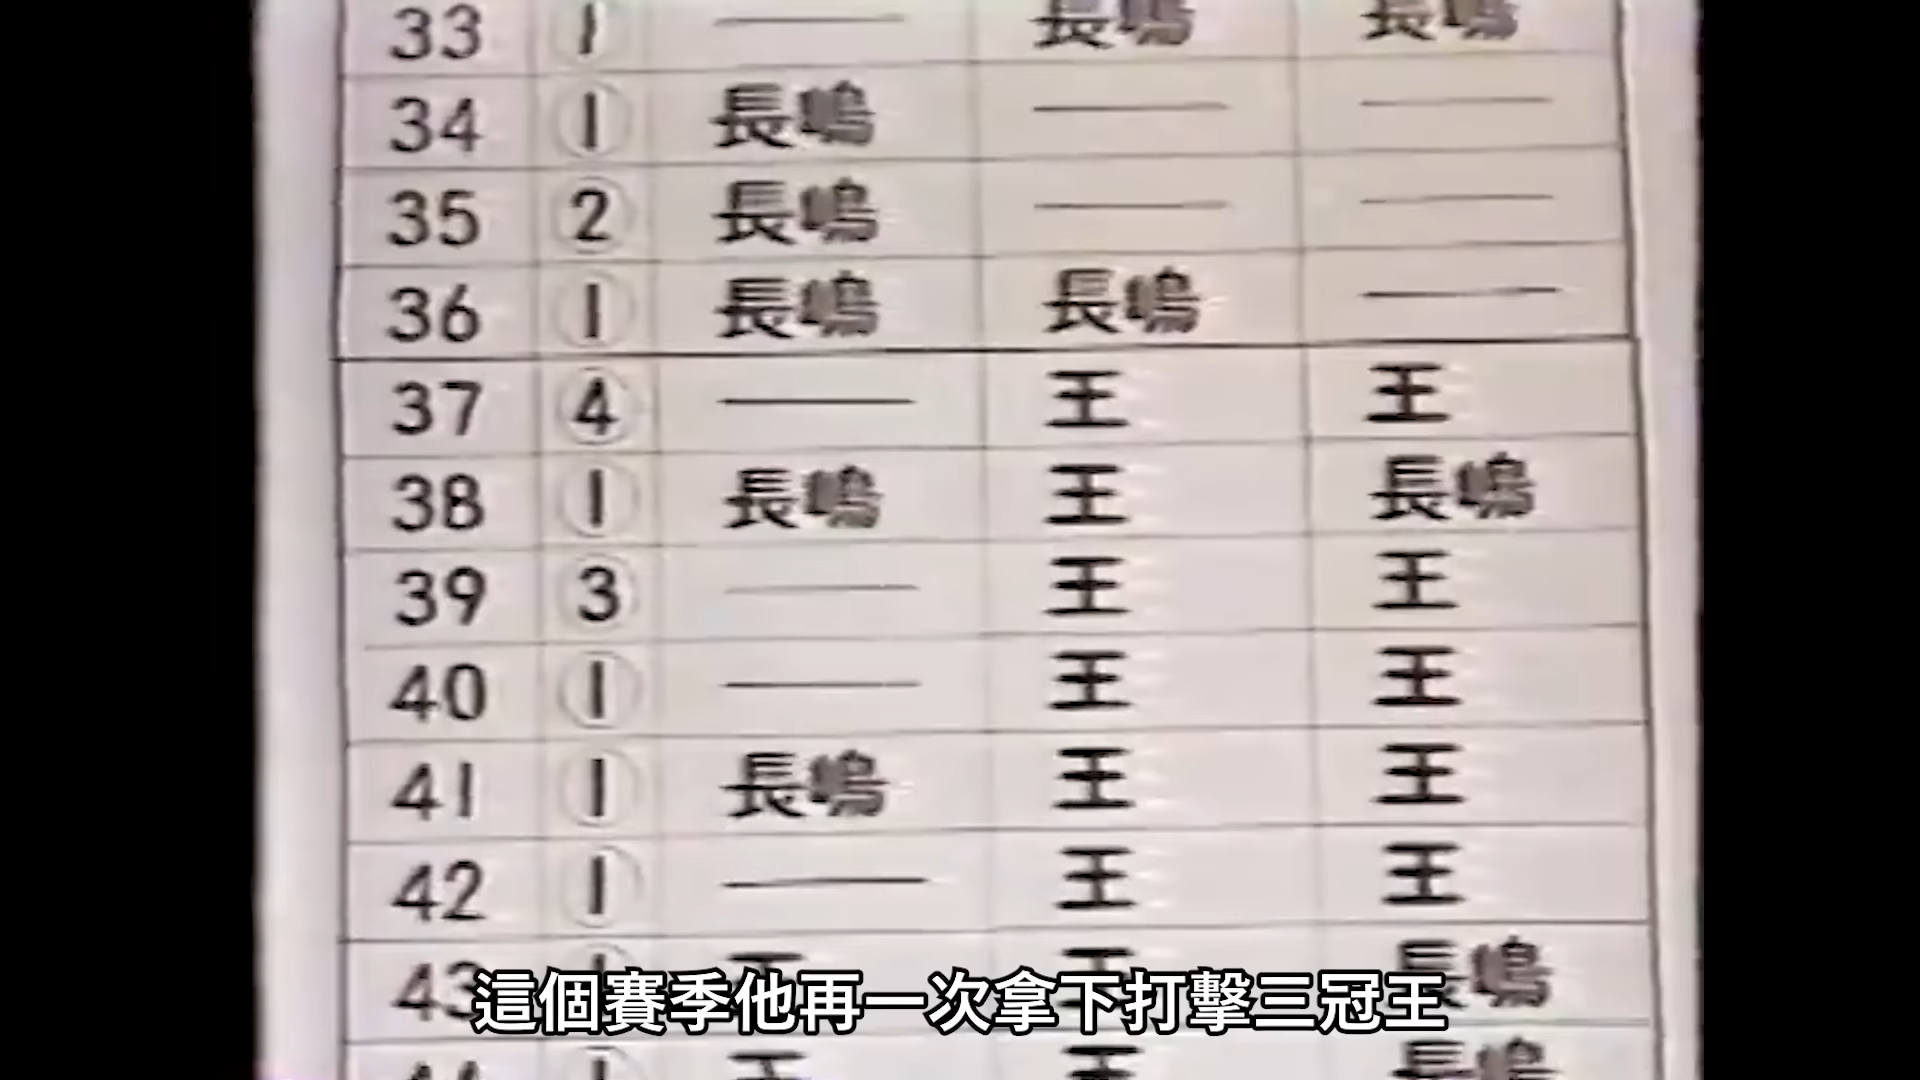 33 ① — 長嶋 長嶋
34 ① 長嶋 — —
35 ② 長嶋 — —
36 ① 長嶋 長嶋 —
37 ④ — 王 王
38 ① 長嶋 王 長嶋
39 ③ — 王 王
40 ① — 王 王
41 ① 長嶋 王 王
42 ① — 王 王
43 長嶋
這個賽季他再一次拿下打擊三冠王